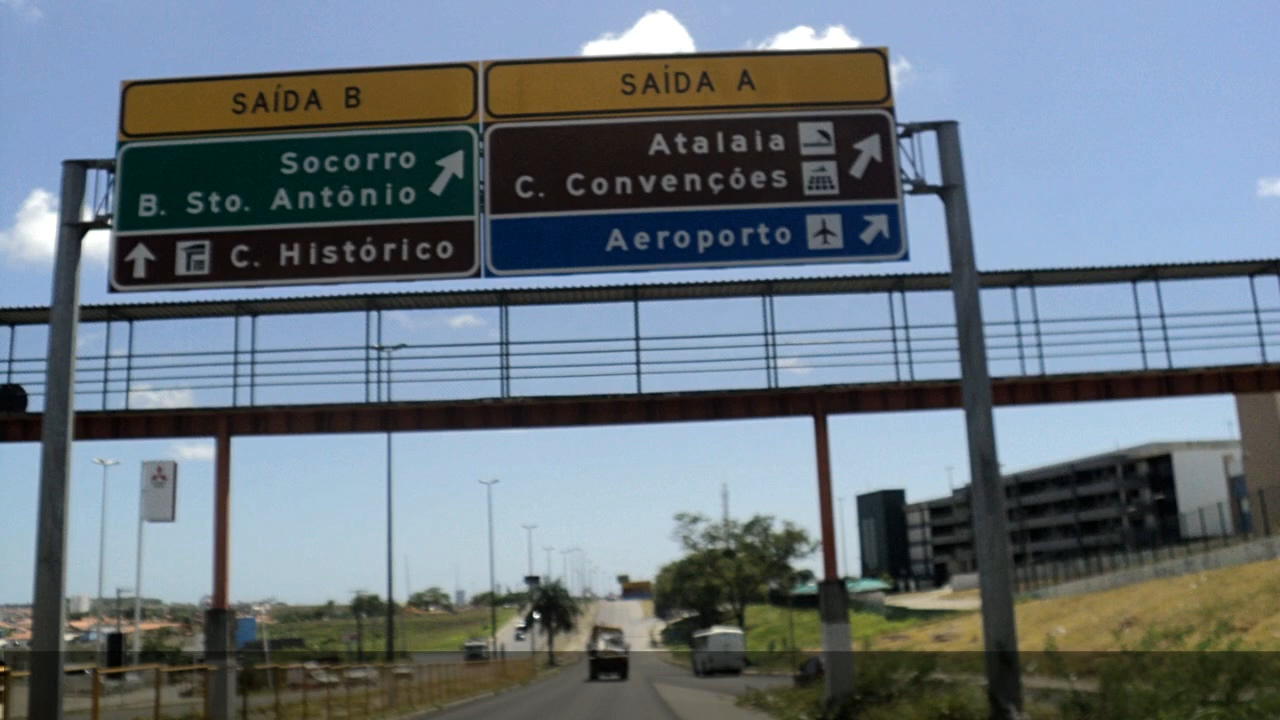 SAÍDA B
Socorro
B. Sto. Antônio
C. Histórico
SAÍDA A
Atalaia
C. Convenções
Aeroporto